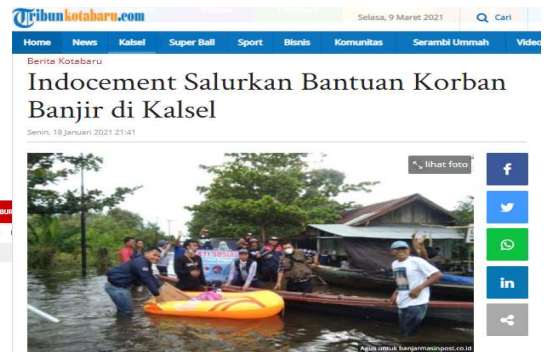 Tribunkotabaru.com
Selasa, 9 Maret 2021
Cari
Home News Kalsel Super Ball Sport Bisnis Komunitas Serambi Ummah Video
Berita Kotabaru
Indocement Salurkan Bantuan Korban
Banjir di Kalsel
Senin, 18 Januari 2021 21:41
lihat foto
f
in
Agus untuk banjarmasinpost.co.id